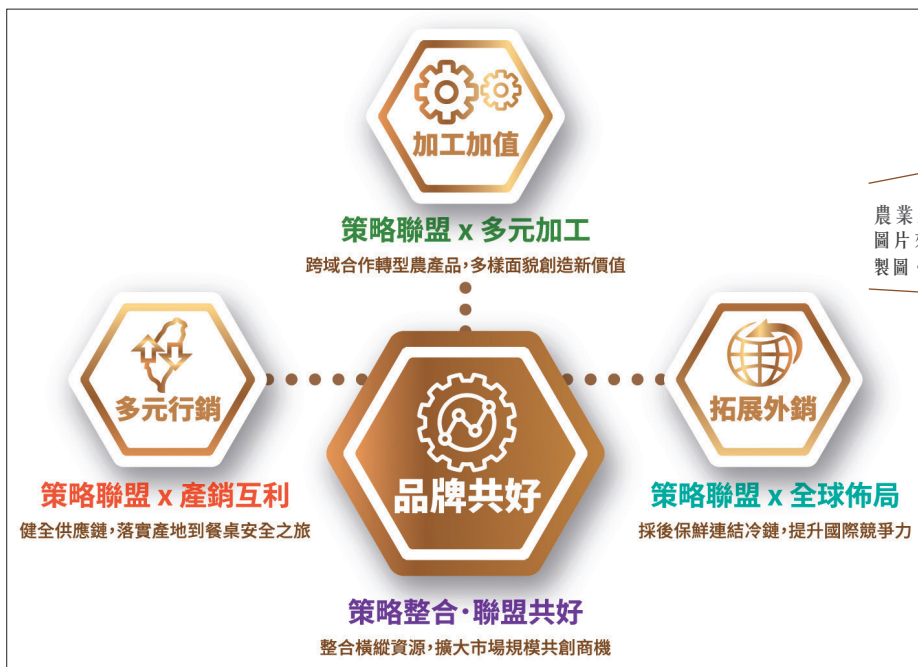 加工加值
策略聯盟 x 多元加工
跨域合作轉型農產品,多樣面貌創造新價值
農業
圖片
製圖
多元行銷
策略聯盟 x 產銷互利
健全供應鏈,落實產地到餐桌安全之旅
品牌共好
策略整合·聯盟共好
整合橫縱資源,擴大市場規模共創商機
拓展外銷
策略聯盟 x 全球佈局
採後保鮮連結冷鏈,提升國際競爭力